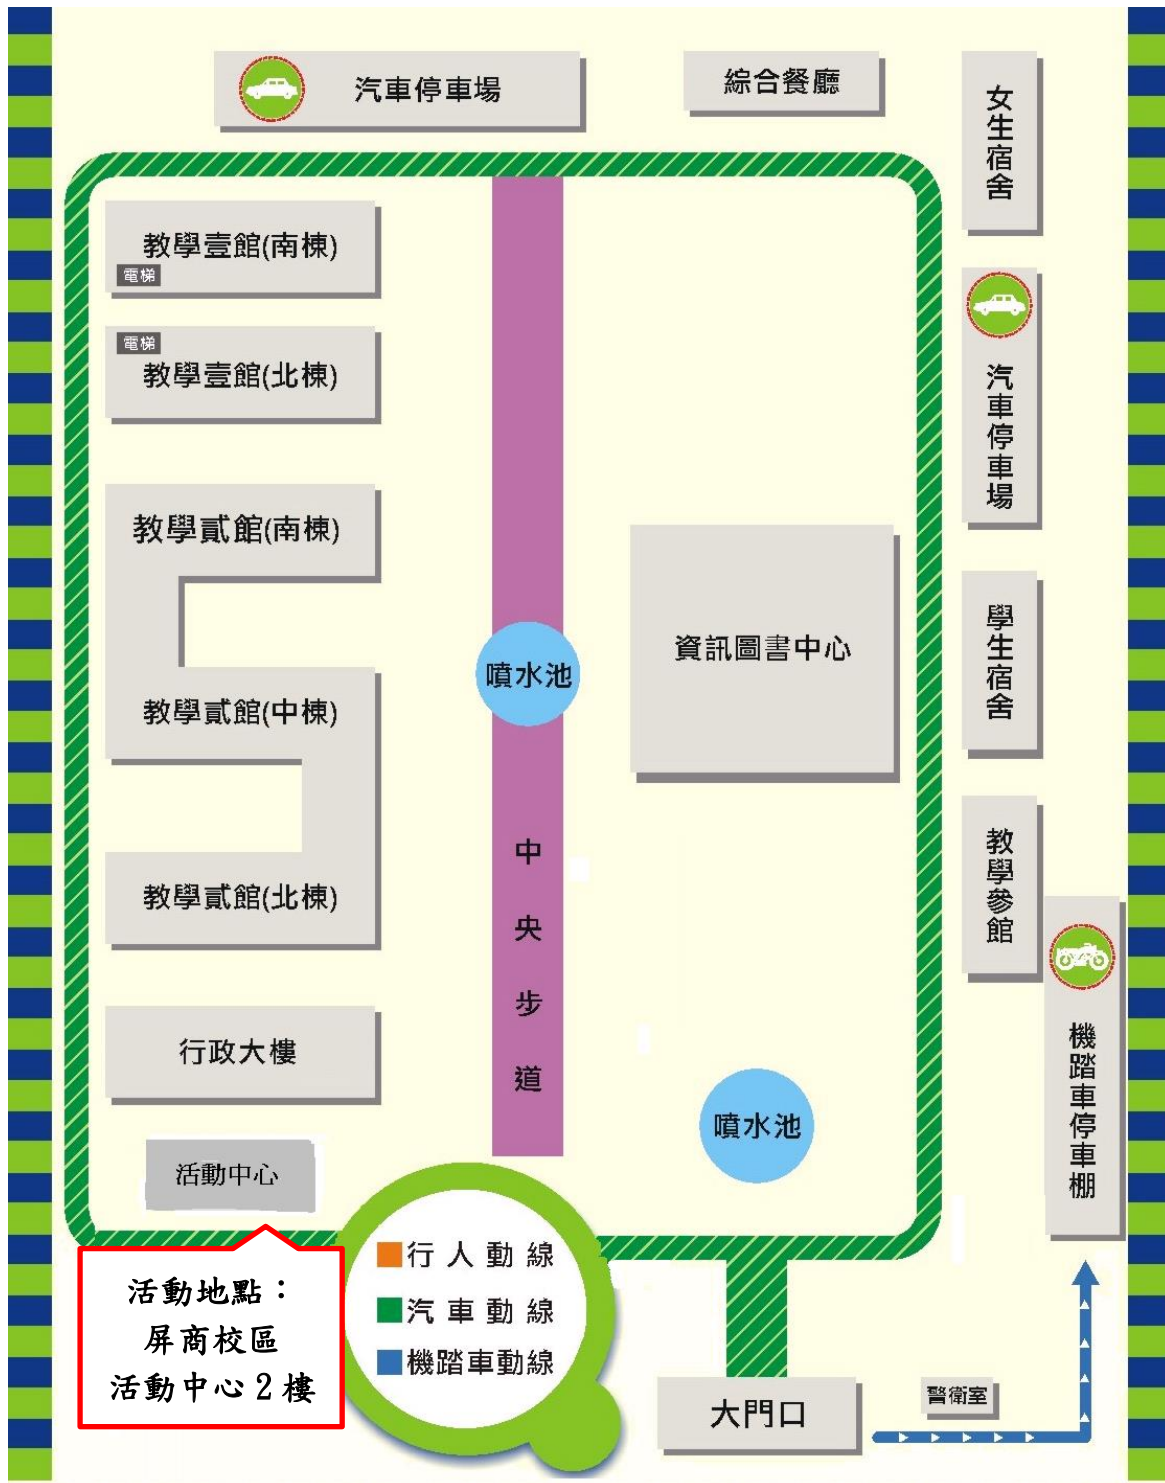 汽車停車場
綜合餐廳
女生宿舍
教學壹館(南棟)
電梯
電梯
教學壹館(北棟)
汽車停車場
教學貳館(南棟)
資訊圖書中心
學生宿舍
噴水池
教學貳館(中棟)
中央步道
教學參館
教學貳館(北棟)
行政大樓
機踏車停車棚
噴水池
活動中心
行人動線
汽車動線
機踏車動線
活動地點：
屏商校區
活動中心2樓
大門口
警衛室